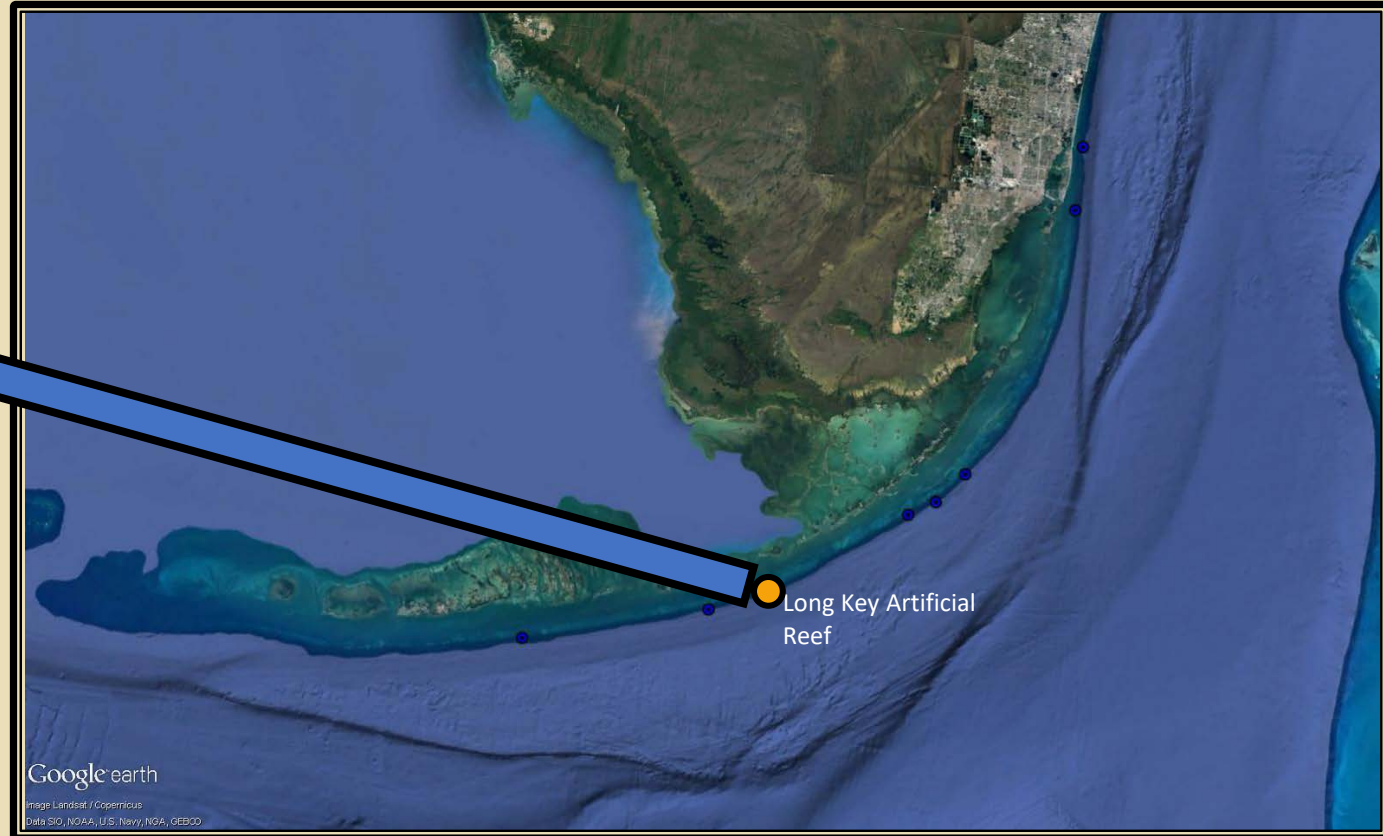 Long Key Artificial
Reef
Google earth
Image Landsat / Copernicus
Data SIO, NOAA, U.S. Navy, NGA, GEBCO